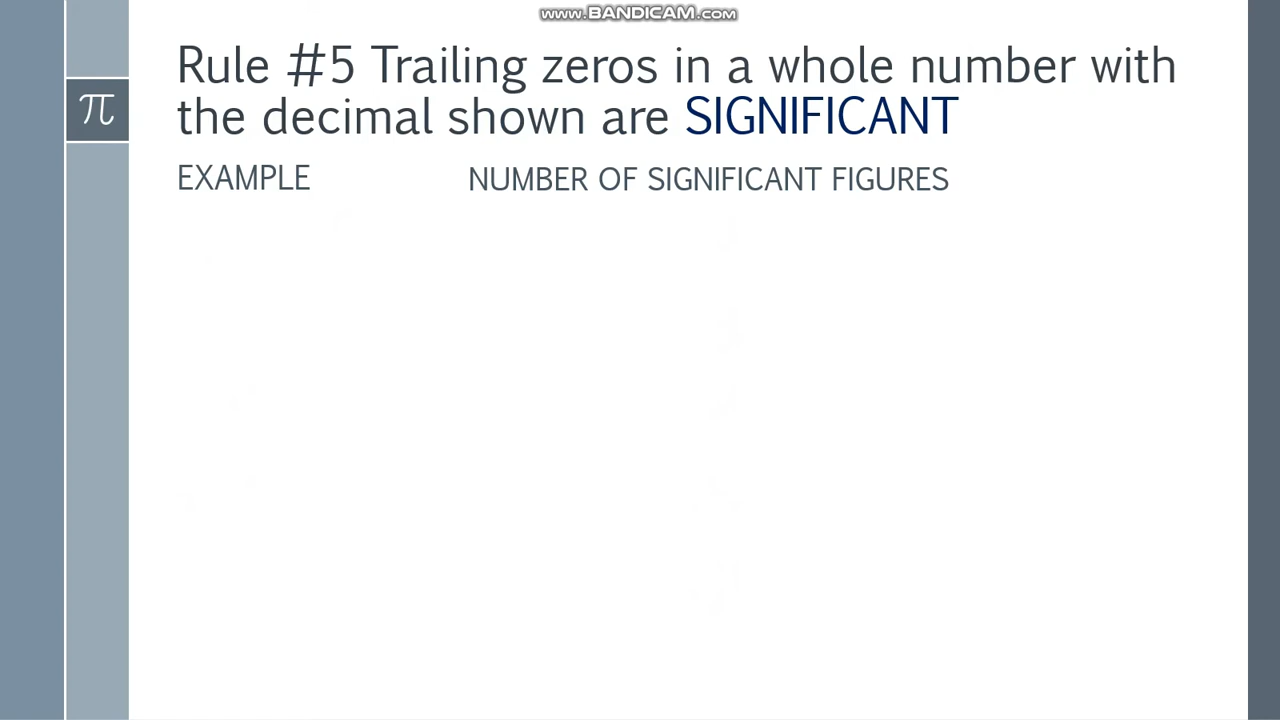 www.BANDICAM.com
Rule #5 Trailing zeros in a whole number with
the decimal shown are SIGNIFICANT
π
EXAMPLE NUMBER OF SIGNIFICANT FIGURES